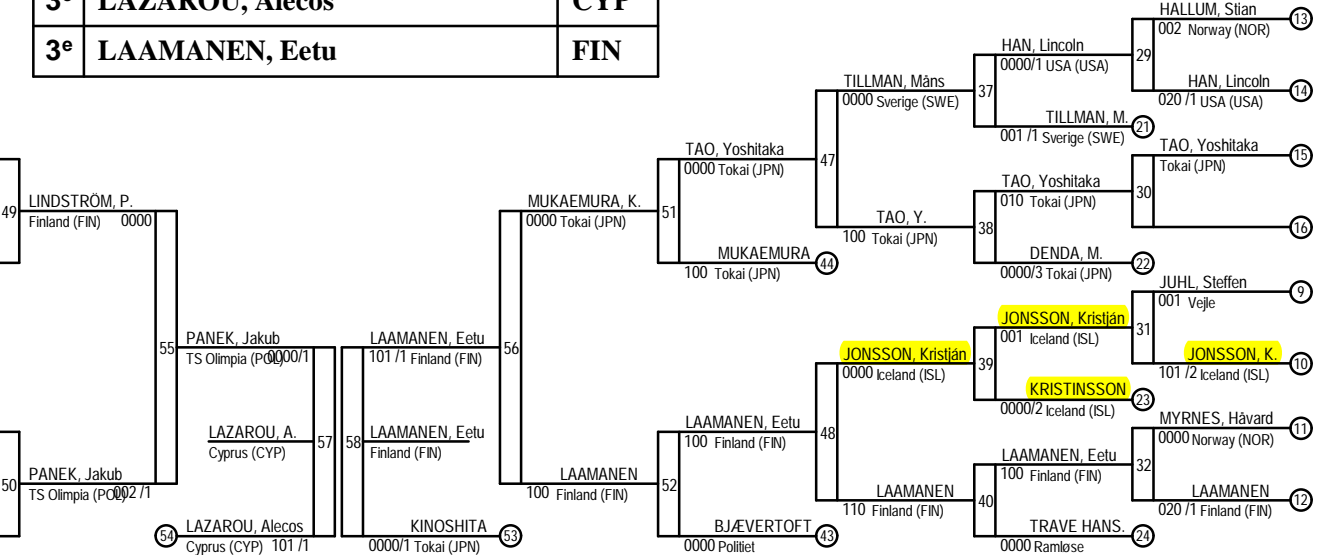 3e LAZAROU, Alecos CYP
3e LAAMANEN, Eetu FIN
HALLUM, Stian
002 Norway (NOR)
13
HAN, Lincoln
0000/1 USA (USA)
29
HAN, Lincoln
020 /1 USA (USA)
14
TILLMAN, Måns
0000 Sverige (SWE)
37
TILLMAN, M.
001 /1 Sverige (SWE)
21
TAO, Yoshitaka
0000 Tokai (JPN)
47
TAO, Yoshitaka
Tokai (JPN)
15
TAO, Yoshitaka
010 Tokai (JPN)
30
16
TAO, Y.
100 Tokai (JPN)
38
DENDA, M.
0000/3 Tokai (JPN)
22
49
LINDSTRÖM, P.
Finland (FIN) 0000
MUKAEMURA, K.
0000 Tokai (JPN)
51
MUKAEMURA
100 Tokai (JPN)
44
JUHL, Steffen
001 Vejle
9
JONSSON, Kristján
001 Iceland (ISL)
31
JONSSON, K.
101 /2 Iceland (ISL)
10
JONSSON, Kristján
0000 Iceland (ISL)
39
KRISTINSSON
0000/2 Iceland (ISL)
23
55
PANEK, Jakub
TS Olimpia (POL) 0000/1
LAAMANEN, Eetu
101 /1 Finland (FIN)
56
LAAMANEN, Eetu
100 Finland (FIN)
48
MYRNES, Håvard
0000 Norway (NOR)
11
LAZAROU, A.
Cyprus (CYP)
57
58
LAAMANEN, Eetu
Finland (FIN)
LAAMANEN, Eetu
100 Finland (FIN)
32
LAAMANEN
020 /1 Finland (FIN)
12
50
PANEK, Jakub
TS Olimpia (POL) 002 /1
LAAMANEN
100 Finland (FIN)
52
LAAMANEN
110 Finland (FIN)
40
54
LAZAROU, Alecos
Cyprus (CYP) 101 /1
KINOSHITA
0000/1 Tokai (JPN)
53
BJÆVERTOFT
0000 Politiet
43
TRAVE HANS.
0000 Ramløse
24